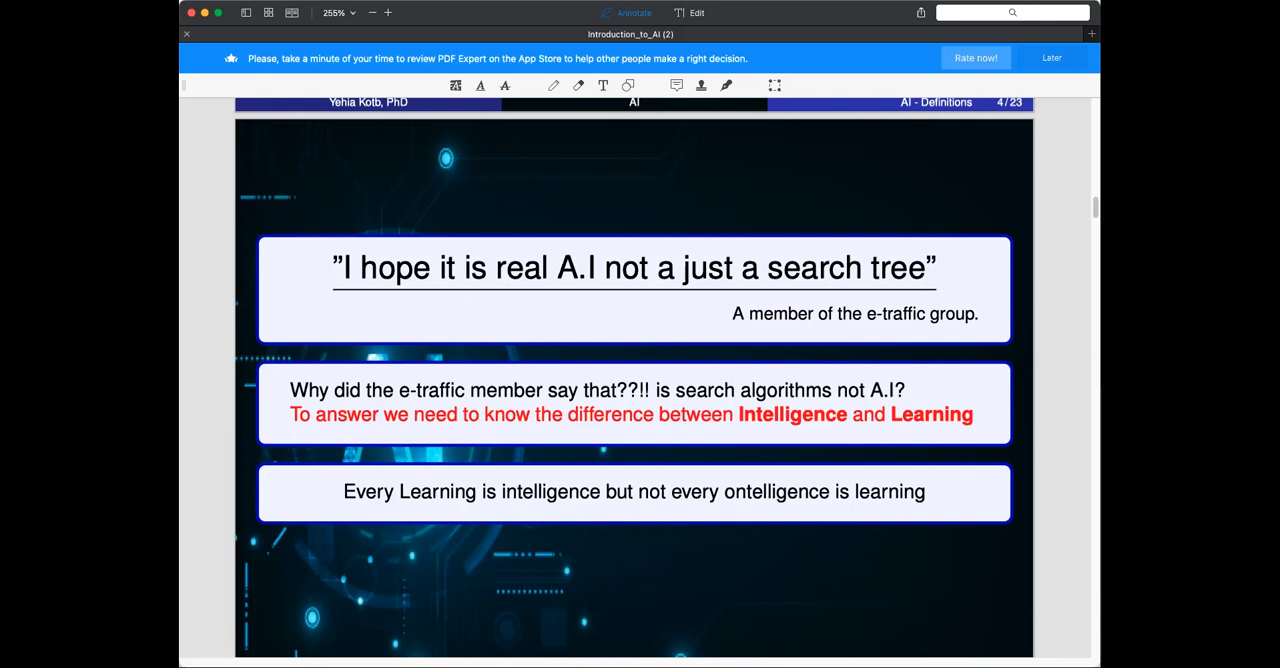 255%
Annotate
Edit
Introduction_to_AI (2)
Please, take a minute of your time to review PDF Expert on the App Store to help other people make a right decision.
Rate now!
Later
Yehia Kotb, PhD
AI
AI - Definitions
4/23
”I hope it is real A.I not a just a search tree”
A member of the e-traffic group.
Why did the e-traffic member say that??!! is search algorithms not A.I?
To answer we need to know the difference between Intelligence and Learning
Every Learning is intelligence but not every ontelligence is learning